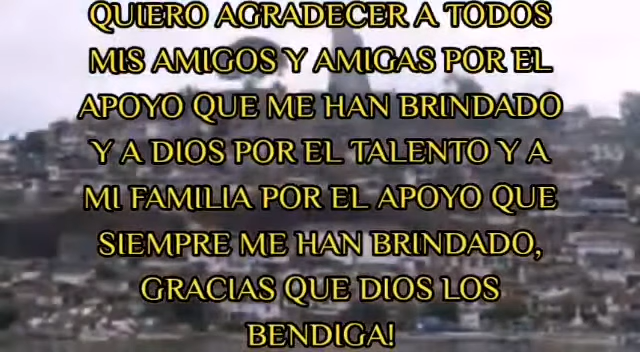 QUIERO AGRADECER A TODOS
MIS AMIGOS Y AMIGAS POR EL
APOYO QUE ME HAN BRINDADO
Y A DIOS POR EL TALENTO Y A
MI FAMILIA POR EL APOYO QUE
SIEMPRE ME HAN BRINDADO,
GRACIAS QUE DIOS LOS
BENDIGA!